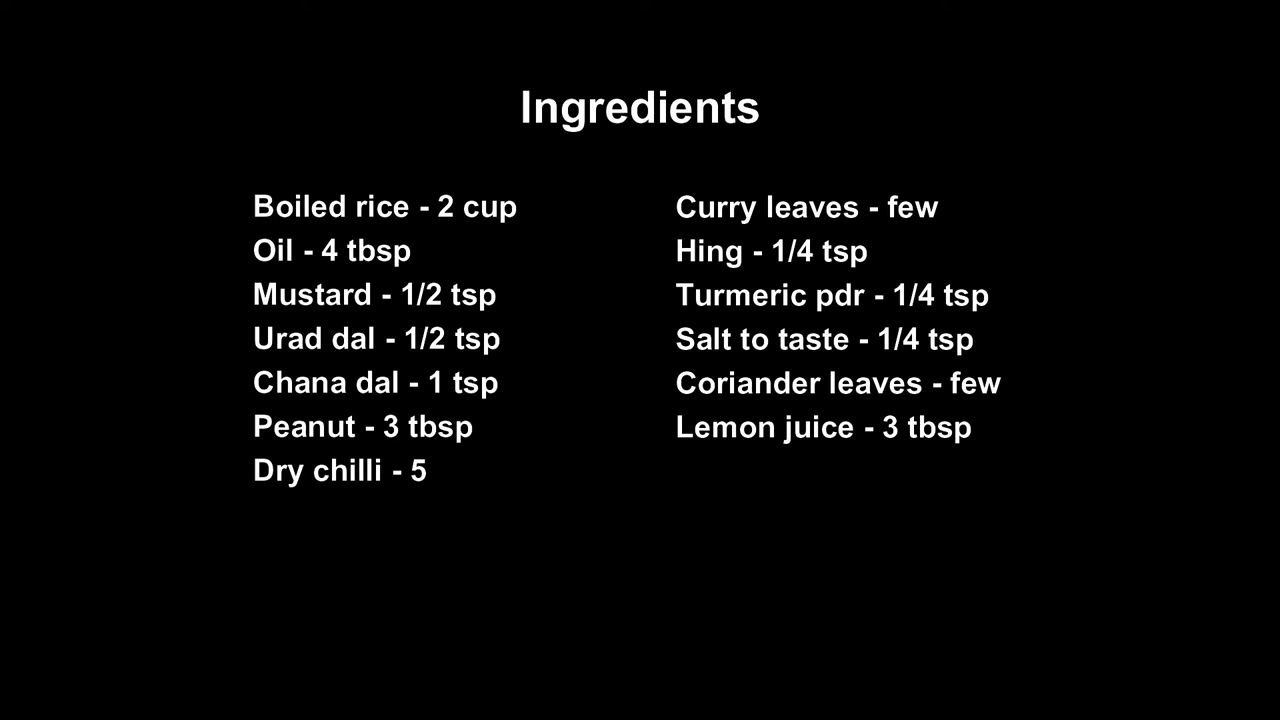 Ingredients
Boiled rice - 2 cup
Oil - 4 tbsp
Mustard - 1/2 tsp
Urad dal - 1/2 tsp
Chana dal - 1 tsp
Peanut - 3 tbsp
Dry chilli - 5
Curry leaves - few
Hing - 1/4 tsp
Turmeric pdr - 1/4 tsp
Salt to taste - 1/4 tsp
Coriander leaves - few
Lemon juice - 3 tbsp